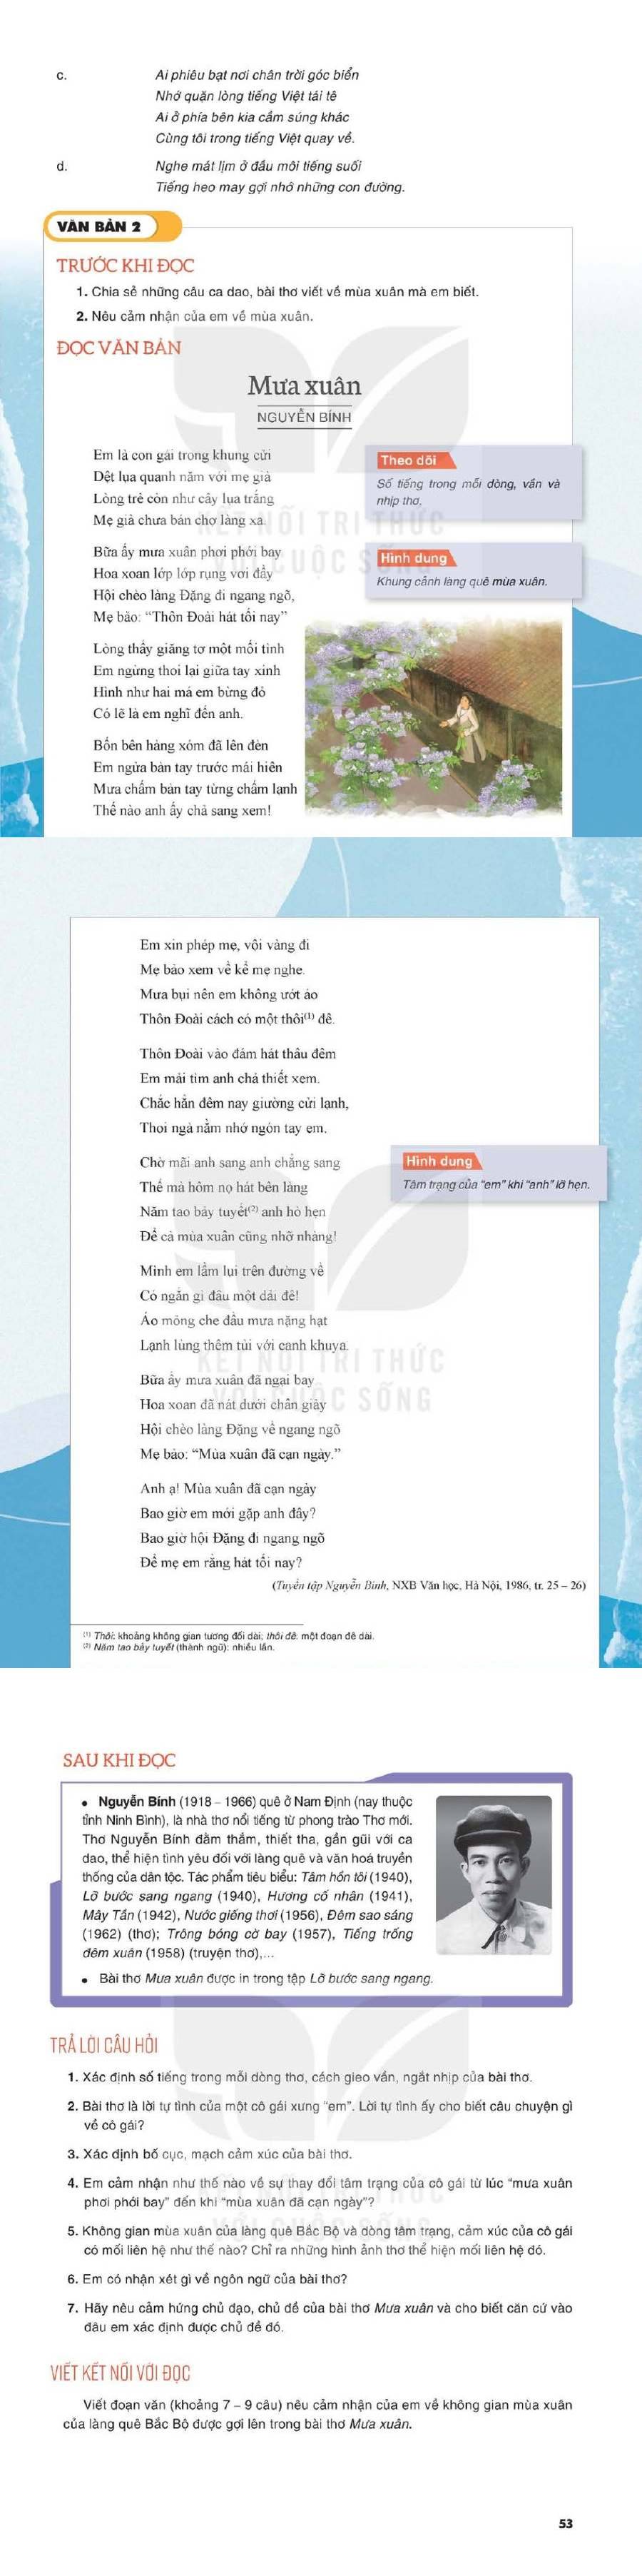 c. Ai phiêu bạt nơi chân trời góc biển
Nhớ quặn lòng tiếng Việt tái tê
Ai ở phía bên kia cầm súng khác
Cùng tôi trong tiếng Việt quay về.
d. Nghe mát lịm ở đầu môi tiếng suối
Tiếng heo may gợi nhớ những con đường.
VĂN BẢN 2
TRƯỚC KHI ĐỌC
1. Chia sẻ những câu ca dao, bài thơ viết về mùa xuân mà em biết.
2. Nêu cảm nhận của em về mùa xuân.
ĐỌC VĂN BẢN
Mưa xuân
NGUYỄN BÍNH
Em là con gái trong khung cửi
Dệt lụa quanh năm với mẹ già
Lòng trẻ còn như cây lụa trắng
Mẹ già chưa bán chợ làng xa.
Theo dõi
Số tiếng trong mỗi dòng, vần và
nhịp thơ.
Bữa ấy mưa xuân phơi phới bay
Hoa xoan lớp lớp rụng vơi đầy
Hội chèo làng Đặng đi ngang ngõ,
Mẹ bảo: “Thôn Đoài hát tối nay”
Hình dung
Khung cảnh làng quê mùa xuân.
Lòng thấy giăng tơ một mối tình
Em ngừng thoi lại giữa tay xinh
Hình như hai má em bừng đỏ
Có lẽ là em nghĩ đến anh.
Bốn bên hàng xóm đã lên đèn
Em ngửa bàn tay trước mái hiên
Mưa chấm bàn tay từng chấm lạnh
Thế nào anh ấy chả sang xem!
Em xin phép mẹ, vội vàng đi
Mẹ bảo xem về kể mẹ nghe.
Mưa bụi nên em không ướt áo
Thôn Đoài cách có một thôi(1) đê.
Thôn Đoài vào đám hát thâu đêm
Em mải tìm anh chả thiết xem.
Chắc hẳn đêm nay giường cửi lạnh,
Thoi ngà nằm nhớ ngón tay em.
Chờ mãi anh sang anh chẳng sang
Thế mà hôm nọ hát bên làng
Năm tao bảy tuyết(2) anh hò hẹn
Để cả mùa xuân cũng nhỡ nhàng!
Hình dung
Tâm trạng của “em” khi “anh” lỡ hẹn.
Mình em lầm lụi trên đường về
Có ngắn gì đâu một dải đê!
Áo mỏng che đầu mưa nặng hạt
Lạnh lùng thêm tủi với canh khuya.
Bữa ấy mưa xuân đã ngại bay
Hoa xoan đã nát dưới chân giày
Hội chèo làng Đặng về ngang ngõ
Mẹ bảo: “Mùa xuân đã cạn ngày.”
Anh ạ! Mùa xuân đã cạn ngày
Bao giờ em mới gặp anh đây?
Bao giờ hội Đặng đi ngang ngõ
Để mẹ em rằng hát tối nay?
(Tuyển tập Nguyễn Bính, NXB Văn học, Hà Nội, 1986, tr. 25 – 26)
(1) Thôi: khoảng không gian tương đối dài; thôi đê: một đoạn đê dài.
(2) Năm tao bảy tuyết (thành ngữ): nhiều lần.
KẾT NỐI TRI THỨC
VỚI CUỘC SỐNG
SAU KHI ĐỌC
• Nguyễn Bính (1918 – 1966) quê ở Nam Định (nay thuộc
tỉnh Ninh Bình), là nhà thơ nổi tiếng từ phong trào Thơ mới.
Thơ Nguyễn Bính đằm thắm, thiết tha, gần gũi với ca
dao, thể hiện tình yêu đối với làng quê và văn hoá truyền
thống của dân tộc. Tác phẩm tiêu biểu: Tâm hồn tôi (1940),
Lỡ bước sang ngang (1940), Hương cố nhân (1941),
Mây Tần (1942), Nước giếng thơi (1956), Đêm sao sáng
(1962) (thơ); Trông bóng cờ bay (1957), Tiếng trống
đêm xuân (1958) (truyện thơ),...
• Bài thơ Mưa xuân được in trong tập Lỡ bước sang ngang.
TRẢ LỜI CÂU HỎI
1. Xác định số tiếng trong mỗi dòng thơ, cách gieo vần, ngắt nhịp của bài thơ.
2. Bài thơ là lời tự tình của một cô gái xưng “em”. Lời tự tình ấy cho biết câu chuyện gì
về cô gái?
3. Xác định bố cục, mạch cảm xúc của bài thơ.
4. Em cảm nhận như thế nào về sự thay đổi tâm trạng của cô gái từ lúc “mưa xuân
phơi phới bay” đến khi “mùa xuân đã cạn ngày”?
5. Không gian mùa xuân của làng quê Bắc Bộ và dòng tâm trạng, cảm xúc của cô gái
có mối liên hệ như thế nào? Chỉ ra những hình ảnh thơ thể hiện mối liên hệ đó.
6. Em có nhận xét gì về ngôn ngữ của bài thơ?
7. Hãy nêu cảm hứng chủ đạo, chủ đề của bài thơ Mưa xuân và cho biết căn cứ vào
đâu em xác định được chủ đề đó.
VIẾT KẾT NỐI VỚI ĐỌC
Viết đoạn văn (khoảng 7 – 9 câu) nêu cảm nhận của em về không gian mùa xuân
của làng quê Bắc Bộ được gợi lên trong bài thơ Mưa xuân.
53